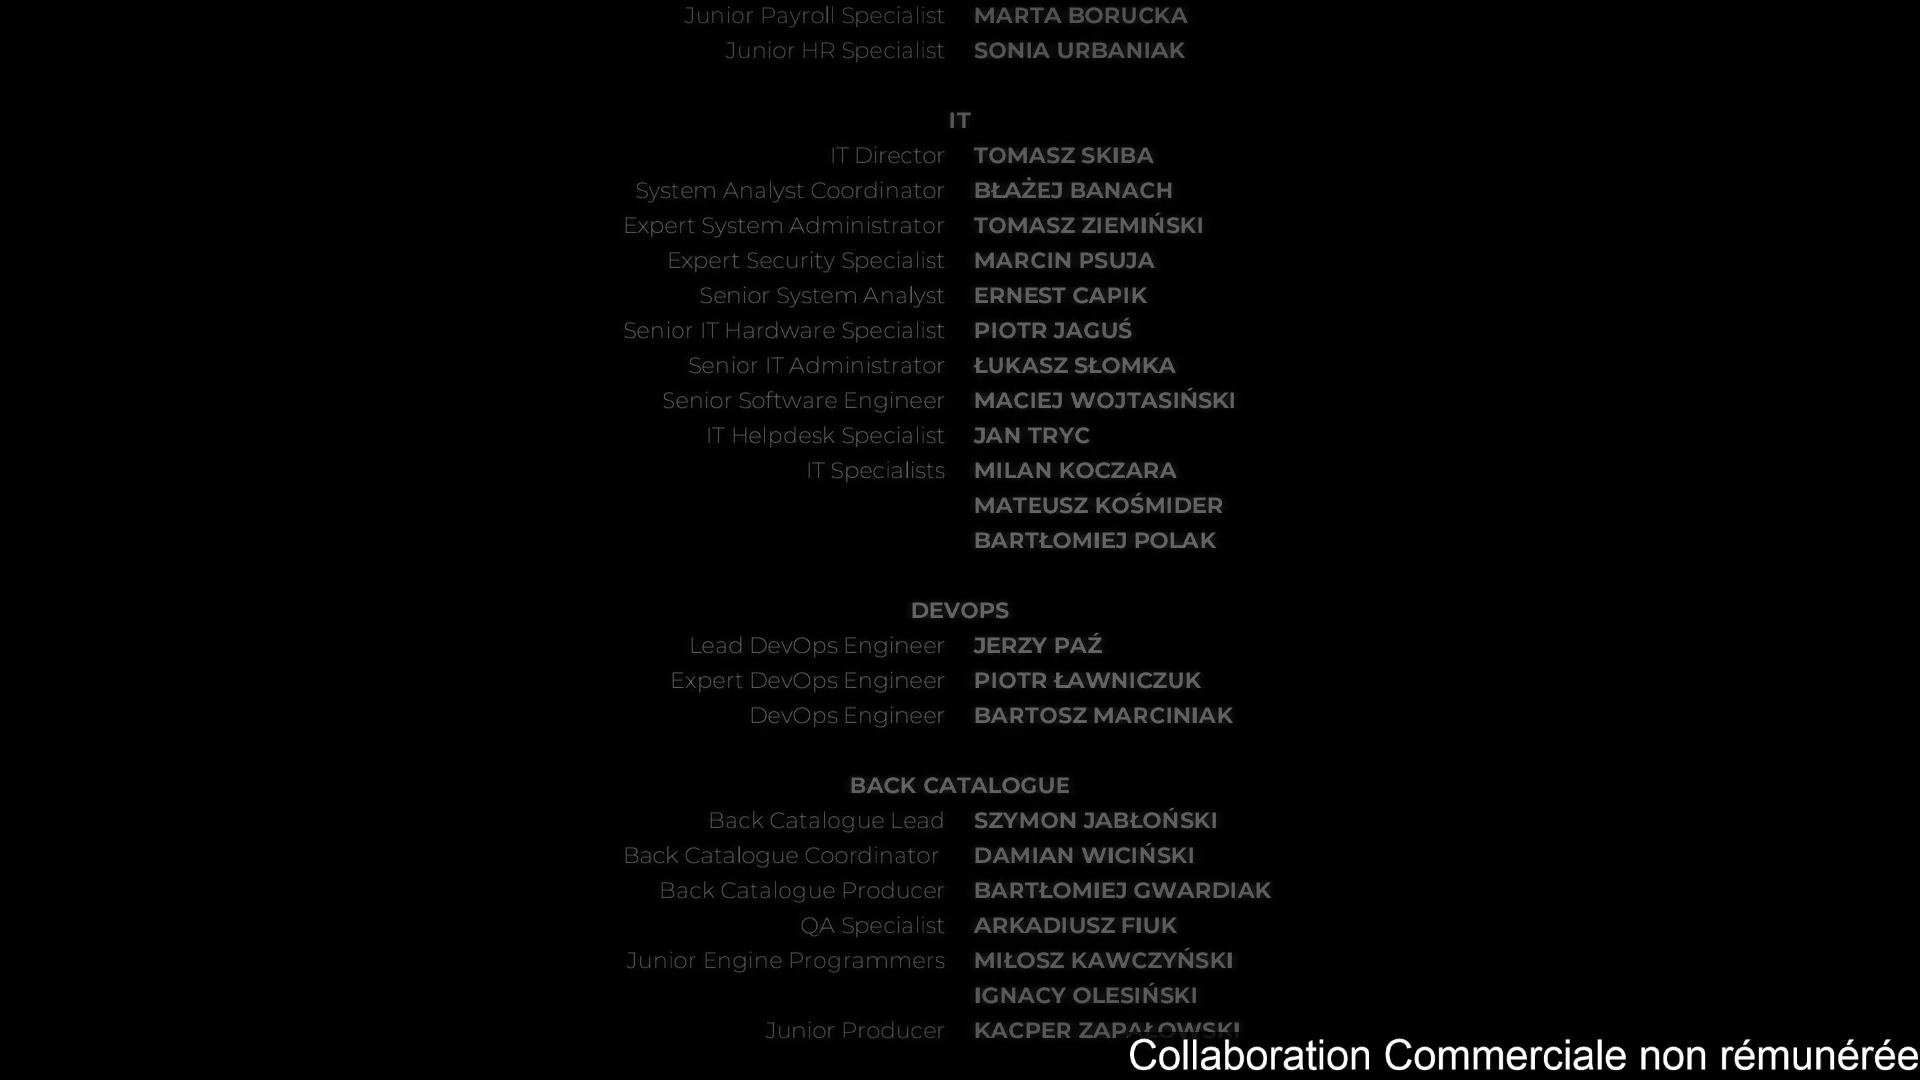 Junior Payroll Specialist MARTA BORUCKA
Junior HR Specialist SONIA URBANIAK
IT
IT Director TOMASZ SKIBA
System Analyst Coordinator BŁAŻEJ BANACH
Expert System Administrator TOMASZ ZIEMIŃSKI
Expert Security Specialist MARCIN PSUJA
Senior System Analyst ERNEST CAPIK
Senior IT Hardware Specialist PIOTR JAGUŚ
Senior IT Administrator ŁUKASZ SŁOMKA
Senior Software Engineer MACIEJ WOJTASIŃSKI
IT Helpdesk Specialist JAN TRYC
IT Specialists MILAN KOCZARA
MATEUSZ KOŚMIDER
BARTŁOMIEJ POLAK
DEVOPS
Lead DevOps Engineer JERZY PAŹ
Expert DevOps Engineer PIOTR ŁAWNICZUK
DevOps Engineer BARTOSZ MARCINIAK
BACK CATALOGUE
Back Catalogue Lead SZYMON JABŁOŃSKI
Back Catalogue Coordinator DAMIAN WICIŃSKI
Back Catalogue Producer BARTŁOMIEJ GWARDIAK
QA Specialist ARKADIUSZ FIUK
Junior Engine Programmers MIŁOSZ KAWCZYŃSKI
IGNACY OLESIŃSKI
Junior Producer KACPER ZAPAŁOWSKI
Collaboration Commerciale non rémunérée